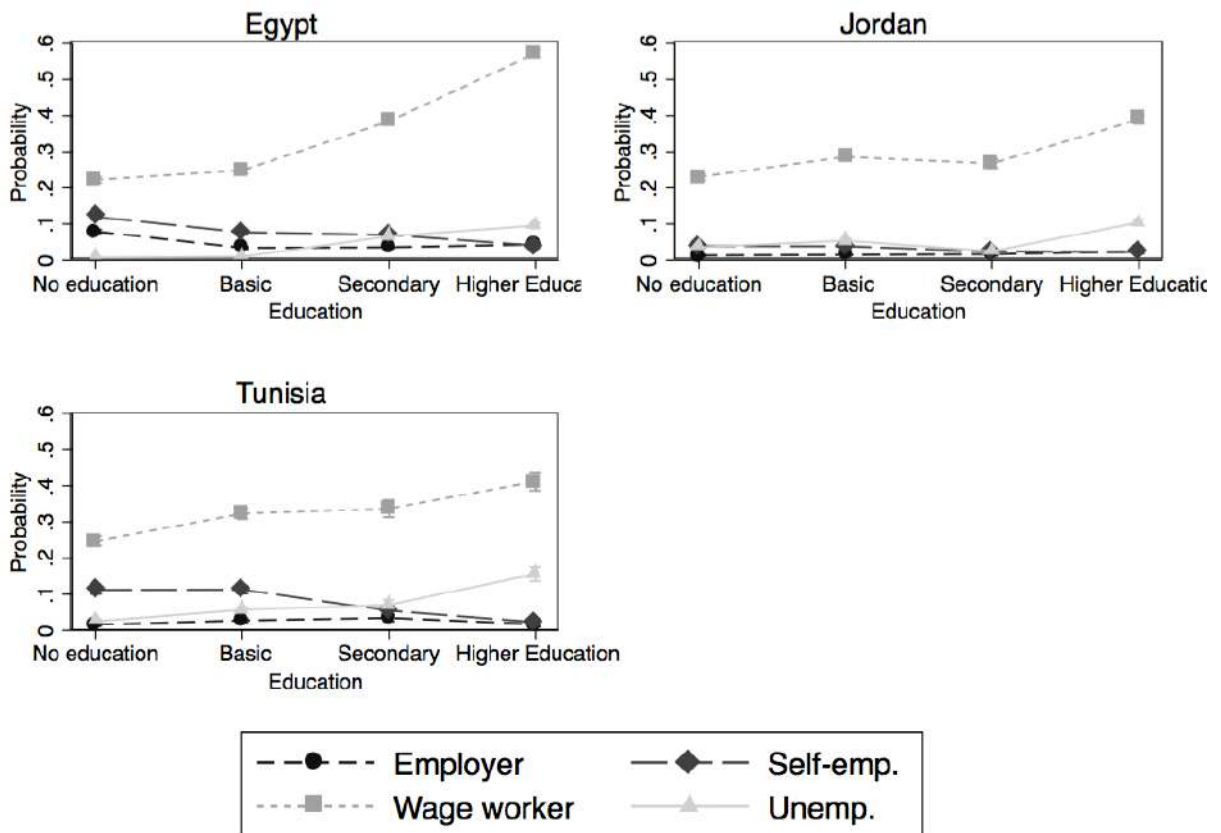 Egypt
Probability
.6
.5
.4
.3
.2
.1
0
No education Basic Secondary Higher Educa
Education
Jordan
Probability
.6
.5
.4
.3
.2
.1
0
No education Basic Secondary Higher Educatio
Education
Tunisia
Probability
.6
.5
.4
.3
.2
.1
0
No education Basic Secondary Higher Education
Education
Employer Self-emp.
Wage worker Unemp.